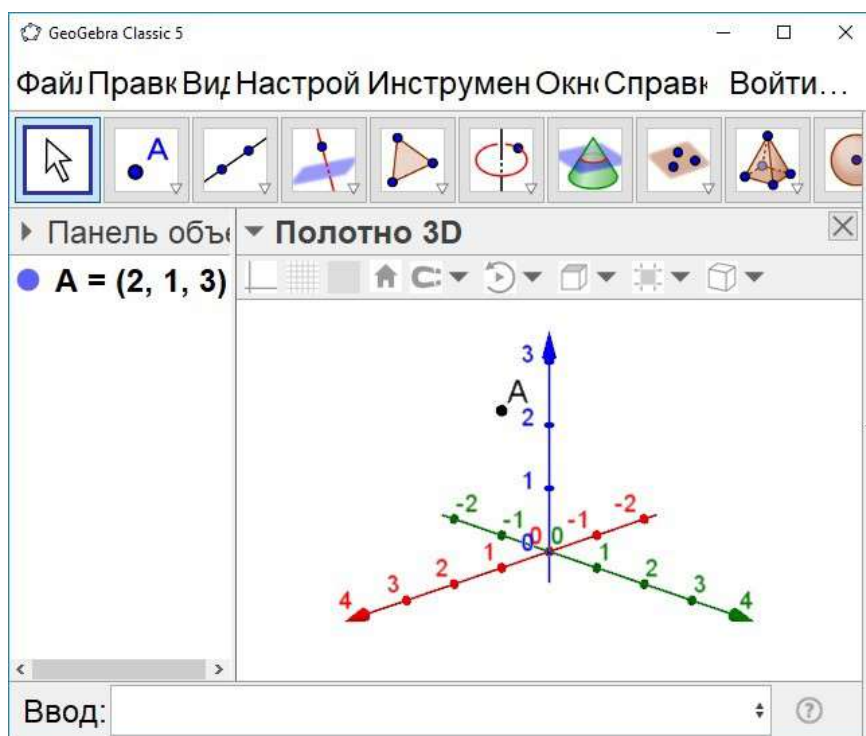 GeoGebra Classic 5
Файл Правк Вид Настрой Инструмен Окно Справк Войти…
A
Панель объе Полотно 3D
A = (2, 1, 3)
3
A
2
1
-2 -2
-1 0 0 -1
0
1 1
2 2
3 3
4 4
Ввод: